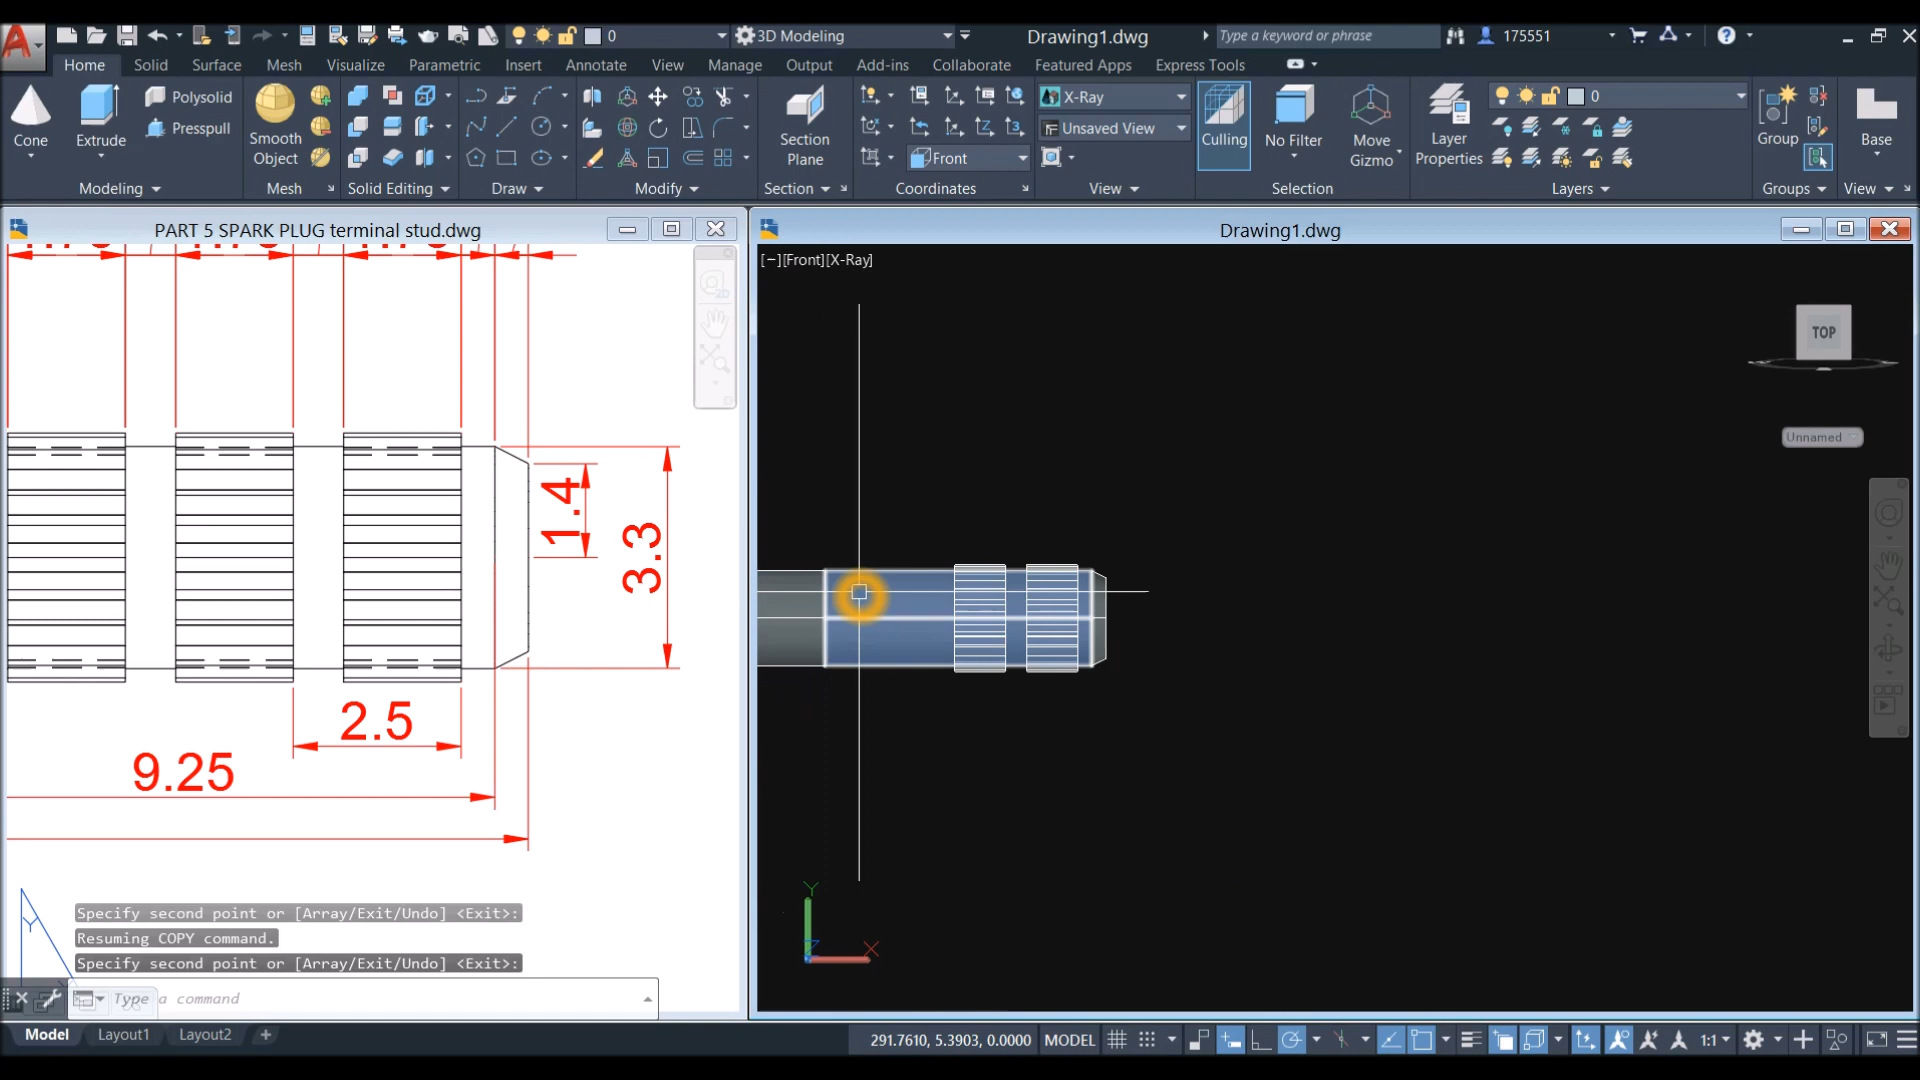 0
3D Modeling
Drawing1.dwg
Type a keyword or phrase
175551
Home
Solid
Surface
Mesh
Visualize
Parametric
Insert
Annotate
View
Manage
Output
Add-ins
Collaborate
Featured Apps
Express Tools
Cone
Extrude
Polysolid
Presspull
Smooth
Object
Section
Plane
Front
X-Ray
Unsaved View
Culling
No Filter
Move
Gizmo
Layer
Properties
0
Group
Base
Modeling
Mesh
Solid Editing
Draw
Modify
Section
Coordinates
View
Selection
Layers
Groups
View
PART 5 SPARK PLUG terminal stud.dwg
Drawing1.dwg
[−][Front][X-Ray]
TOP
Unnamed
1.4
3.3
2.5
9.25
Y
Y
X
Z
Specify second point or [Array/Exit/Undo] <Exit>:
Resuming COPY command.
Specify second point or [Array/Exit/Undo] <Exit>:
Type a command
Model
Layout1
Layout2
291.7610, 5.3903, 0.0000
MODEL
1:1